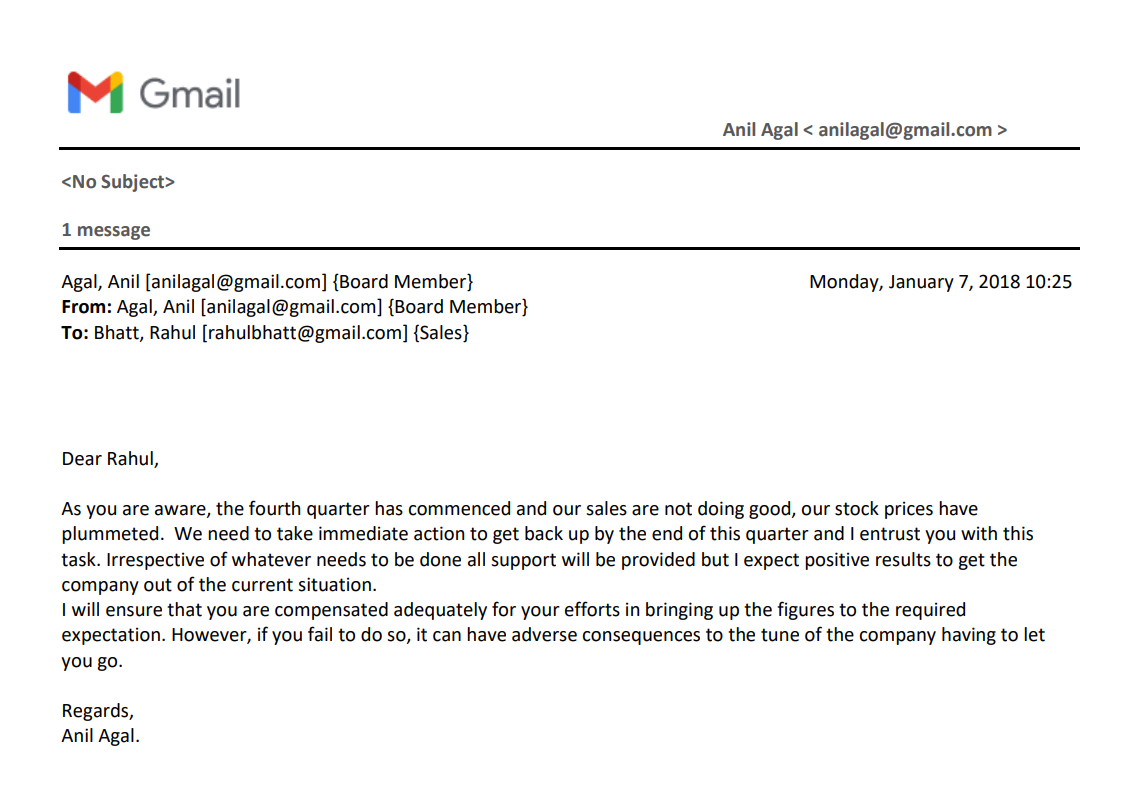 Gmail
Anil Agal < anilagal@gmail.com >
<No Subject>
1 message
Agal, Anil [anilagal@gmail.com] {Board Member} Monday, January 7, 2018 10:25
From: Agal, Anil [anilagal@gmail.com] {Board Member}
To: Bhatt, Rahul [rahulbhatt@gmail.com] {Sales}
Dear Rahul,
As you are aware, the fourth quarter has commenced and our sales are not doing good, our stock prices have
plummeted.  We need to take immediate action to get back up by the end of this quarter and I entrust you with this
task. Irrespective of whatever needs to be done all support will be provided but I expect positive results to get the
company out of the current situation.
I will ensure that you are compensated adequately for your efforts in bringing up the figures to the required
expectation. However, if you fail to do so, it can have adverse consequences to the tune of the company having to let
you go.
Regards,
Anil Agal.